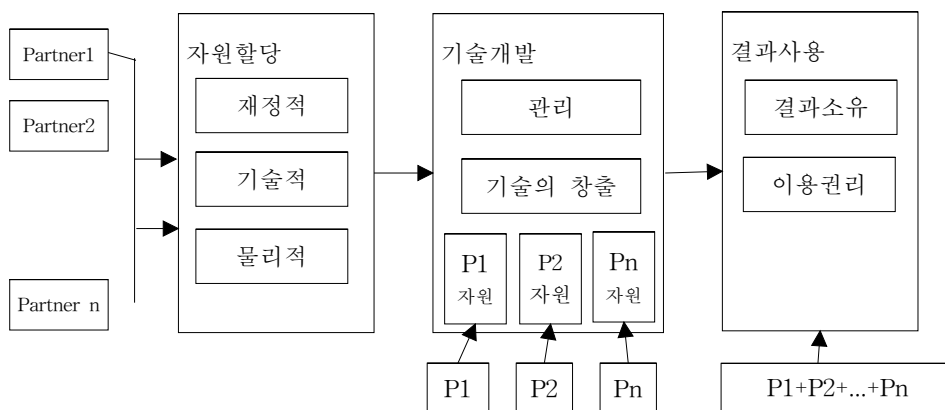 Partner1
Partner2
Partner n
자원할당
재정적
기술적
물리적
기술개발
관리
기술의 창출
P1
자원
P2
자원
Pn
자원
P1
P2
Pn
결과사용
결과소유
이용권리
P1+P2+...+Pn